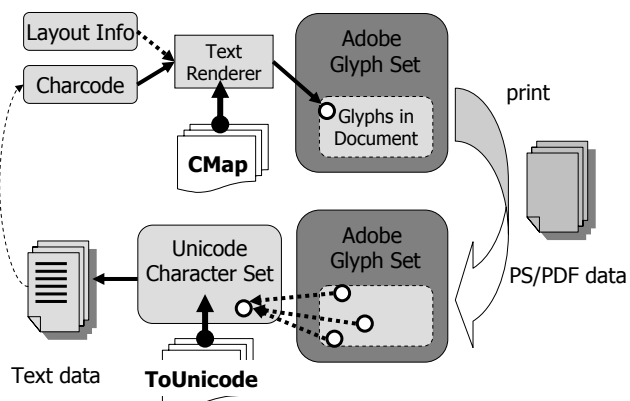 Layout Info
Charcode
Text
Renderer
CMap
Adobe
Glyph Set
Glyphs in
Document
print
PS/PDF data
Adobe
Glyph Set
Unicode
Character Set
ToUnicode
Text data